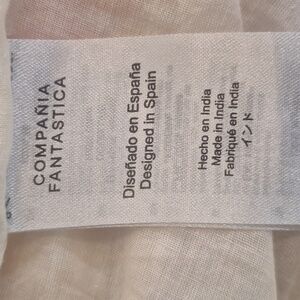 COMPAÑIA
FANTASTICA
Diseñado en España
Designed in Spain
Hecho en India
Made in India
Fabriqué en India
インド